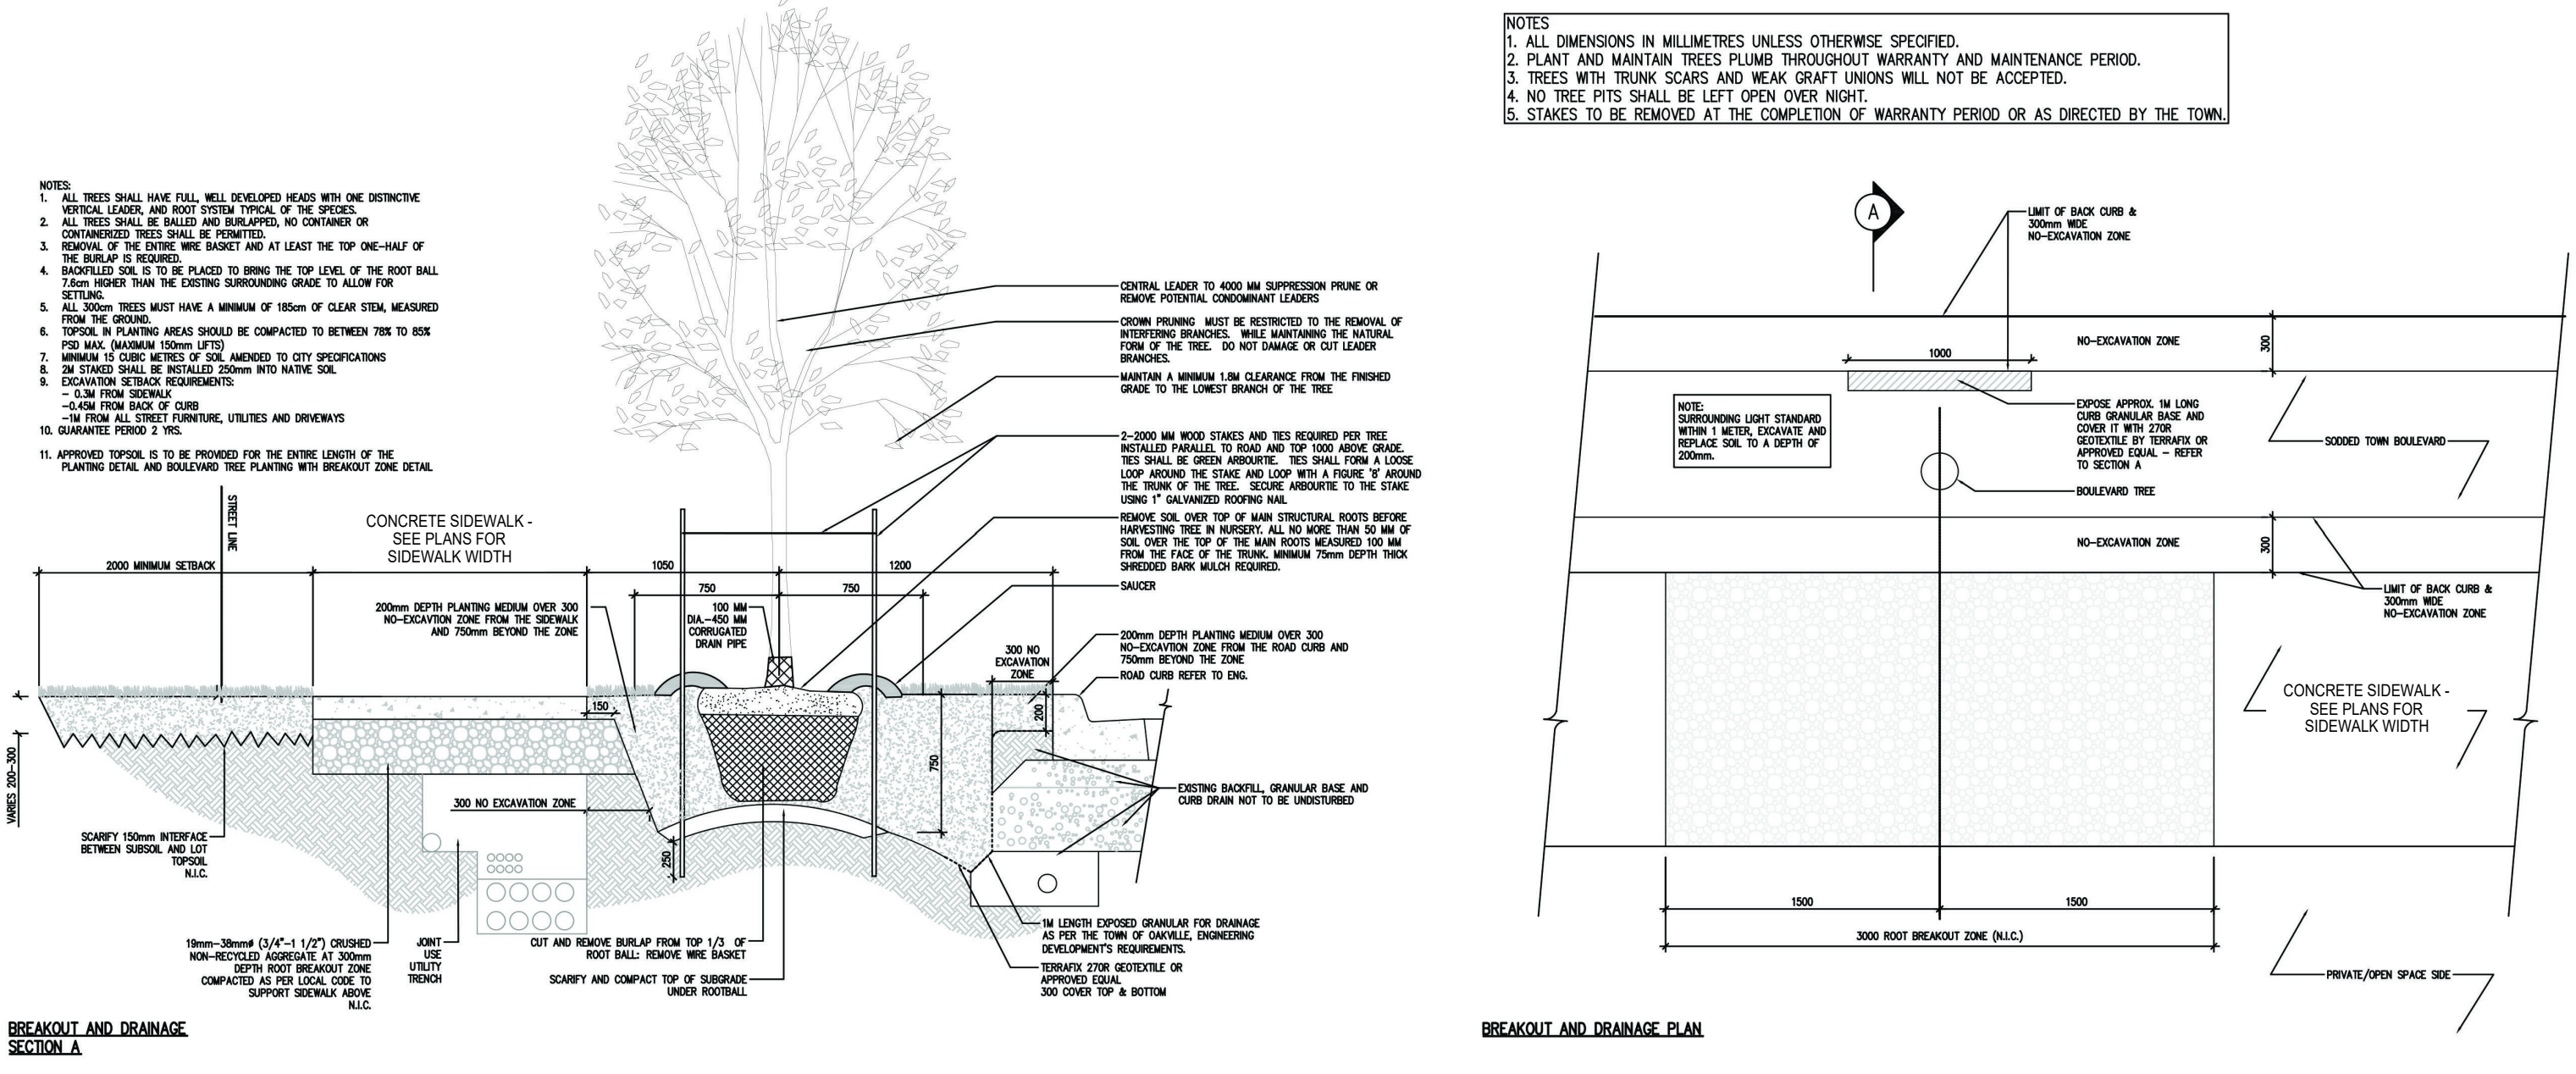 NOTES:
1. ALL TREES SHALL HAVE FULL, WELL DEVELOPED HEADS WITH ONE DISTINCTIVE
VERTICAL LEADER, AND ROOT SYSTEM TYPICAL OF THE SPECIES.
2. ALL TREES SHALL BE BALLED AND BURLAPPED, NO CONTAINER OR
CONTAINERIZED TREES SHALL BE PERMITTED.
3. REMOVAL OF THE ENTIRE WIRE BASKET AND AT LEAST THE TOP ONE-HALF OF
THE BURLAP IS REQUIRED.
4. BACKFILLED SOIL IS TO BE PLACED TO BRING THE TOP LEVEL OF THE ROOT BALL
7.6cm HIGHER THAN THE EXISTING SURROUNDING GRADE TO ALLOW FOR
SETTLING.
5. ALL 300cm TREES MUST HAVE A MINIMUM OF 185cm OF CLEAR STEM, MEASURED
FROM THE GROUND.
6. TOPSOIL IN PLANTING AREAS SHOULD BE COMPACTED TO BETWEEN 78% TO 85%
PSD MAX. (MAXIMUM 150mm LIFTS)
7. MINIMUM 15 CUBIC METRES OF SOIL AMENDED TO CITY SPECIFICATIONS
8. 2M STAKED SHALL BE INSTALLED 250mm INTO NATIVE SOIL
9. EXCAVATION SETBACK REQUIREMENTS:
- 0.3M FROM SIDEWALK
-0.45M FROM BACK OF CURB
-1M FROM ALL STREET FURNITURE, UTILITIES AND DRIVEWAYS
10. GUARANTEE PERIOD 2 YRS.
11. APPROVED TOPSOIL IS TO BE PROVIDED FOR THE ENTIRE LENGTH OF THE
PLANTING DETAIL AND BOULEVARD TREE PLANTING WITH BREAKOUT ZONE DETAIL
STREET LINE
CONCRETE SIDEWALK -
SEE PLANS FOR
SIDEWALK WIDTH
2000 MINIMUM SETBACK
1050
1200
750
750
200mm DEPTH PLANTING MEDIUM OVER 300
NO-EXCAVTION ZONE FROM THE SIDEWALK
AND 750mm BEYOND THE ZONE
100 MM
DIA.-450 MM
CORRUGATED
DRAIN PIPE
300 NO
EXCAVATION
ZONE
150
200
750
VARIES 200-300
300 NO EXCAVATION ZONE
250
SCARIFY 150mm INTERFACE
BETWEEN SUBSOIL AND LOT
TOPSOIL
N.I.C.
19mm-38mmø (3/4"-1 1/2") CRUSHED
NON-RECYCLED AGGREGATE AT 300mm
DEPTH ROOT BREAKOUT ZONE
COMPACTED AS PER LOCAL CODE TO
SUPPORT SIDEWALK ABOVE
N.I.C.
JOINT
USE
UTILITY
TRENCH
CUT AND REMOVE BURLAP FROM TOP 1/3 OF
ROOT BALL: REMOVE WIRE BASKET
SCARIFY AND COMPACT TOP OF SUBGRADE
UNDER ROOTBALL
CENTRAL LEADER TO 4000 MM SUPPRESSION PRUNE OR
REMOVE POTENTIAL CONDOMINANT LEADERS
CROWN PRUNING MUST BE RESTRICTED TO THE REMOVAL OF
INTERFERING BRANCHES. WHILE MAINTAINING THE NATURAL
FORM OF THE TREE. DO NOT DAMAGE OR CUT LEADER
BRANCHES.
MAINTAIN A MINIMUM 1.8M CLEARANCE FROM THE FINISHED
GRADE TO THE LOWEST BRANCH OF THE TREE
2-2000 MM WOOD STAKES AND TIES REQUIRED PER TREE
INSTALLED PARALLEL TO ROAD AND TOP 1000 ABOVE GRADE.
TIES SHALL BE GREEN ARBOURTIE. TIES SHALL FORM A LOOSE
LOOP AROUND THE STAKE AND LOOP WITH A FIGURE '8' AROUND
THE TRUNK OF THE TREE. SECURE ARBOURTIE TO THE STAKE
USING 1" GALVANIZED ROOFING NAIL
REMOVE SOIL OVER TOP OF MAIN STRUCTURAL ROOTS BEFORE
HARVESTING TREE IN NURSERY. ALL NO MORE THAN 50 MM OF
SOIL OVER THE TOP OF THE MAIN ROOTS MEASURED 100 MM
FROM THE FACE OF THE TRUNK. MINIMUM 75mm DEPTH THICK
SHREDDED BARK MULCH REQUIRED.
SAUCER
200mm DEPTH PLANTING MEDIUM OVER 300
NO-EXCAVTION ZONE FROM THE ROAD CURB AND
750mm BEYOND THE ZONE
ROAD CURB REFER TO ENG.
EXISTING BACKFILL, GRANULAR BASE AND
CURB DRAIN NOT TO BE UNDISTURBED
1M LENGTH EXPOSED GRANULAR FOR DRAINAGE
AS PER THE TOWN OF OAKVILLE, ENGINEERING
DEVELOPMENT'S REQUIREMENTS.
TERRAFIX 270R GEOTEXTILE OR
APPROVED EQUAL
300 COVER TOP & BOTTOM
BREAKOUT AND DRAINAGE
SECTION A
NOTES
1. ALL DIMENSIONS IN MILLIMETRES UNLESS OTHERWISE SPECIFIED.
2. PLANT AND MAINTAIN TREES PLUMB THROUGHOUT WARRANTY AND MAINTENANCE PERIOD.
3. TREES WITH TRUNK SCARS AND WEAK GRAFT UNIONS WILL NOT BE ACCEPTED.
4. NO TREE PITS SHALL BE LEFT OPEN OVER NIGHT.
5. STAKES TO BE REMOVED AT THE COMPLETION OF WARRANTY PERIOD OR AS DIRECTED BY THE TOWN.
A
LIMIT OF BACK CURB &
300mm WIDE
NO-EXCAVATION ZONE
NO-EXCAVATION ZONE
300
1000
NOTE:
SURROUNDING LIGHT STANDARD
WITHIN 1 METER, EXCAVATE AND
REPLACE SOIL TO A DEPTH OF
200mm.
EXPOSE APPROX. 1M LONG
CURB GRANULAR BASE AND
COVER IT WITH 270R
GEOTEXTILE BY TERRAFIX OR
APPROVED EQUAL - REFER
TO SECTION A
SODDED TOWN BOULEVARD
BOULEVARD TREE
NO-EXCAVATION ZONE
300
LIMIT OF BACK CURB &
300mm WIDE
NO-EXCAVATION ZONE
CONCRETE SIDEWALK -
SEE PLANS FOR
SIDEWALK WIDTH
1500
1500
3000 ROOT BREAKOUT ZONE (N.I.C.)
PRIVATE/OPEN SPACE SIDE
BREAKOUT AND DRAINAGE PLAN